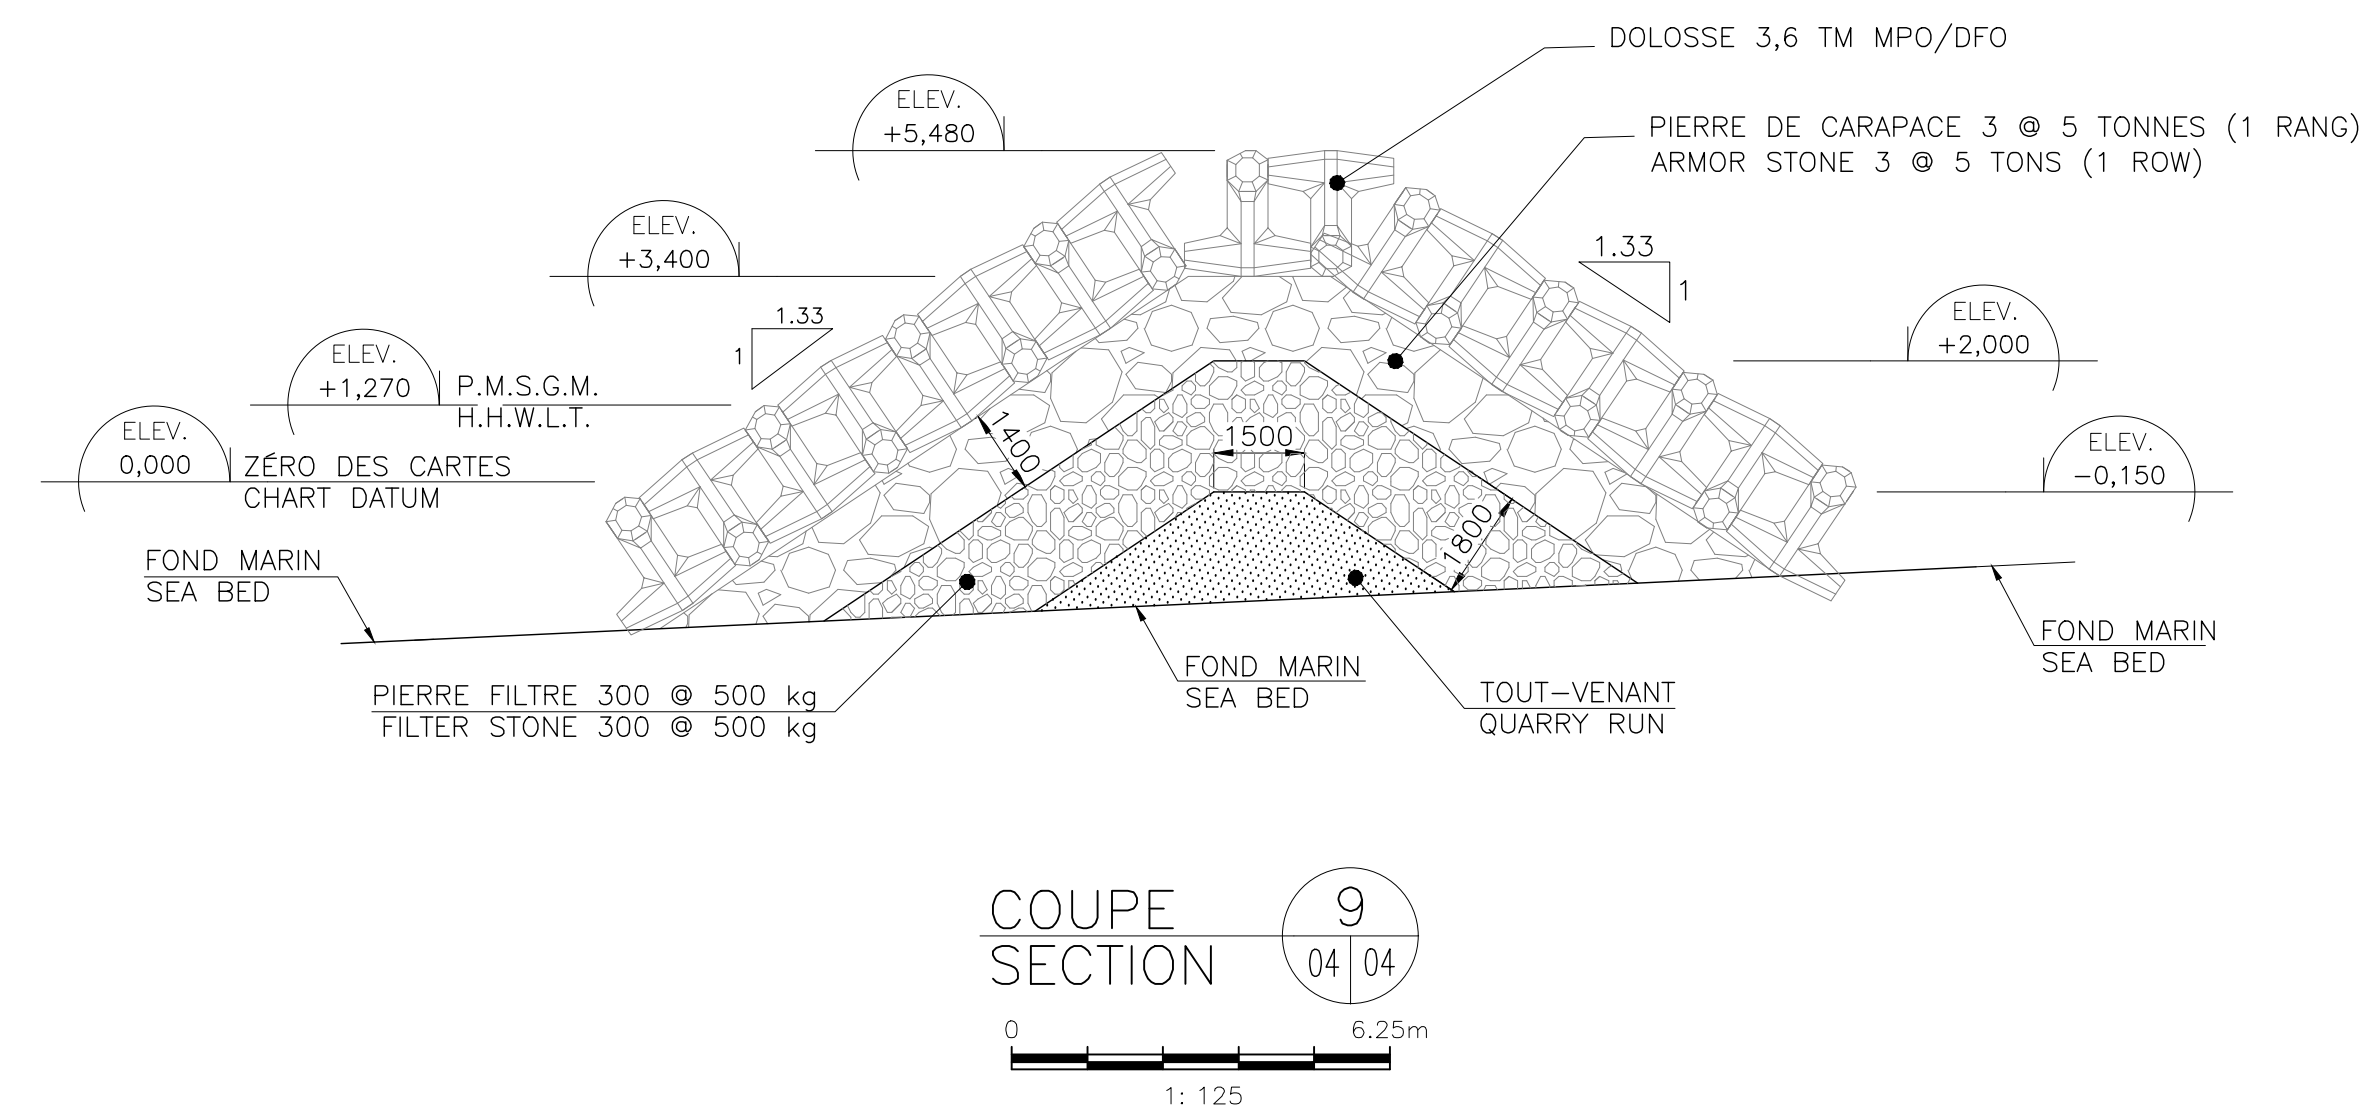 DOLOSSE 3,6 TM MPO/DFO
PIERRE DE CARAPACE 3 @ 5 TONNES (1 RANG)
ARMOR STONE 3 @ 5 TONS (1 ROW)
ELEV.
+5,480
ELEV.
+3,400
ELEV.
+1,270
P.M.S.G.M.
H.H.W.L.T.
ELEV.
0,000
ZÉRO DES CARTES
CHART DATUM
1.33
1
1.33
1
ELEV.
+2,000
ELEV.
-0,150
1400
1500
1800
FOND MARIN
SEA BED
PIERRE FILTRE 300 @ 500 kg
FILTER STONE 300 @ 500 kg
FOND MARIN
SEA BED
TOUT-VENANT
QUARRY RUN
FOND MARIN
SEA BED
COUPE
SECTION
9
04 04
0 6.25m
1: 125